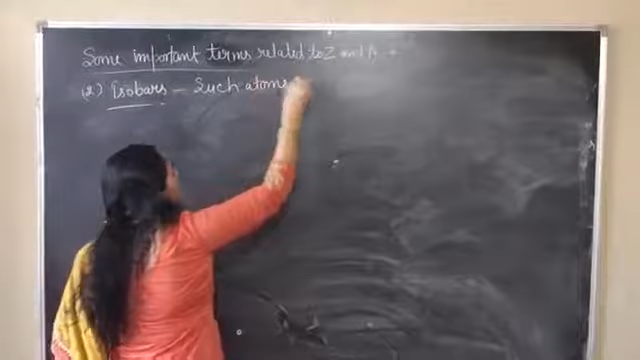 Some important terms related to Z and A →
(2) Isobars – Such atoms